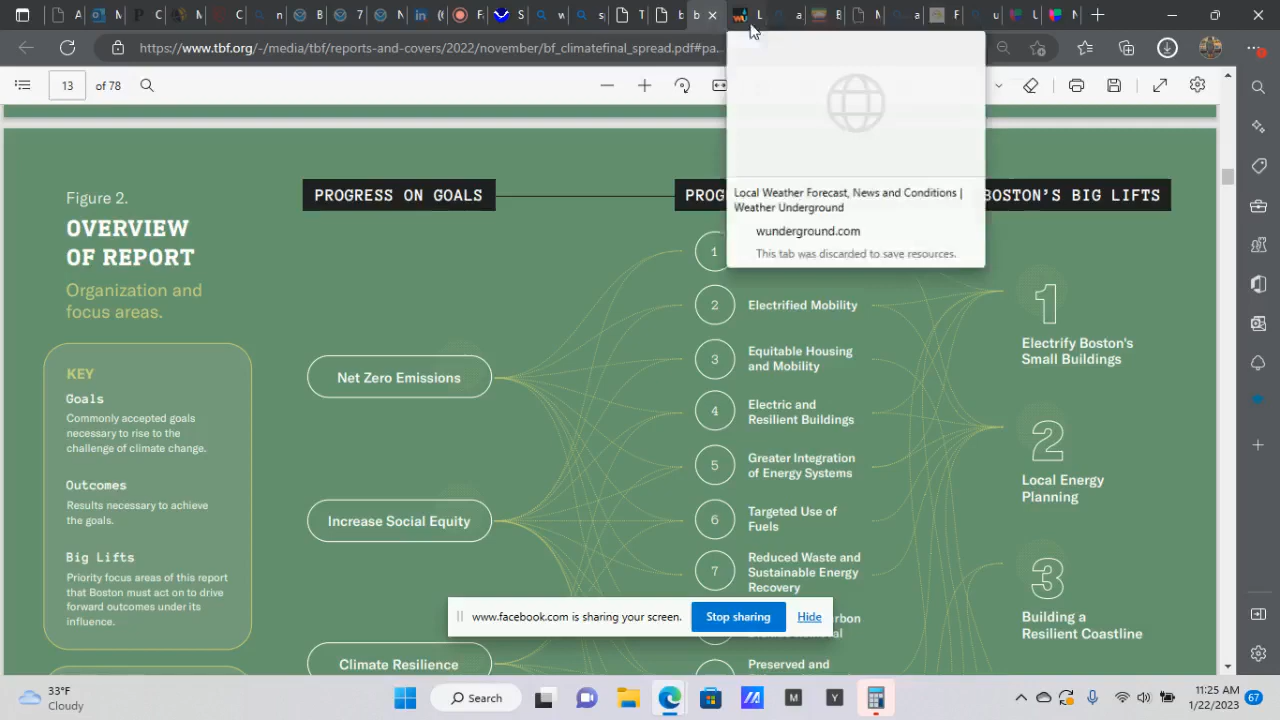 https://www.tbf.org/-/media/tbf/reports-and-covers/2022/november/bf_climatefinal_spread.pdf#pa...
13 of 78
Local Weather Forecast, News and Conditions |
Weather Underground
wunderground.com
This tab was discarded to save resources.
Figure 2.
OVERVIEW
OF REPORT
Organization and
focus areas.
KEY
Goals
Commonly accepted goals
necessary to rise to the
challenge of climate change.
Outcomes
Results necessary to achieve
the goals.
Big Lifts
Priority focus areas of this report
that Boston must act on to drive
forward outcomes under its
influence.
PROGRESS ON GOALS
Net Zero Emissions
Increase Social Equity
Climate Resilience
1
2 Electrified Mobility
3 Equitable Housing
and Mobility
4 Electric and
Resilient Buildings
5 Greater Integration
of Energy Systems
6 Targeted Use of
Fuels
7 Reduced Waste and
Sustainable Energy
Recovery
Preserved and
BOSTON'S BIG LIFTS
1
Electrify Boston's
Small Buildings
2
Local Energy
Planning
3
Building a
Resilient Coastline
www.facebook.com is sharing your screen.
Stop sharing
Hide
33°F
Cloudy
Search
M
Y
11:25 AM
1/22/2023
67